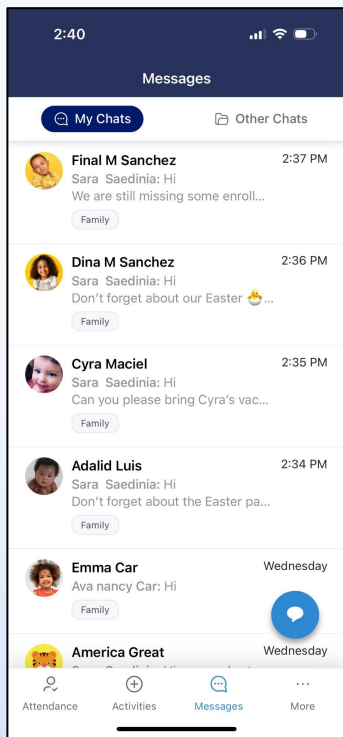 2:40
Messages
My Chats
Other Chats
Final M Sanchez 2:37 PM
Sara Saedinia: Hi
We are still missing some enroll...
Family
Dina M Sanchez 2:36 PM
Sara Saedinia: Hi
Don't forget about our Easter 🐣...
Family
Cyra Maciel 2:35 PM
Sara Saedinia: Hi
Can you please bring Cyra's vac...
Family
Adalid Luis 2:34 PM
Sara Saedinia: Hi
Don't forget about the Easter pa...
Family
Emma Car Wednesday
Ava nancy Car: Hi
Family
America Great Wednesday
Attendance
Activities
Messages
More